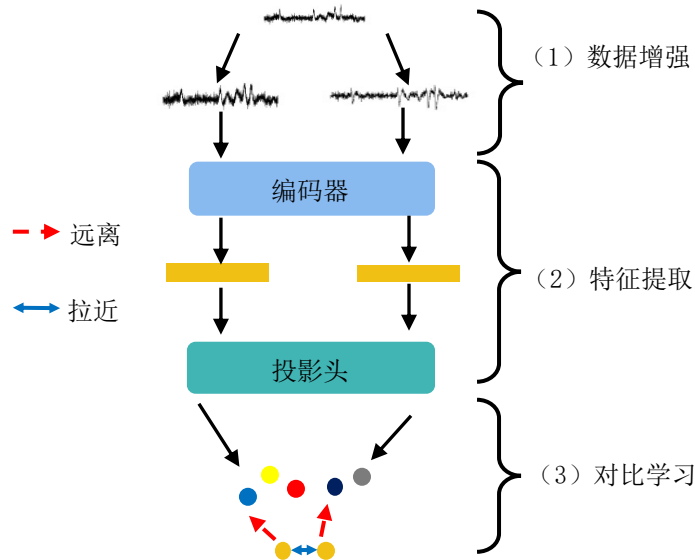 （1）数据增强
编码器
远离
（2）特征提取
拉近
投影头
（3）对比学习